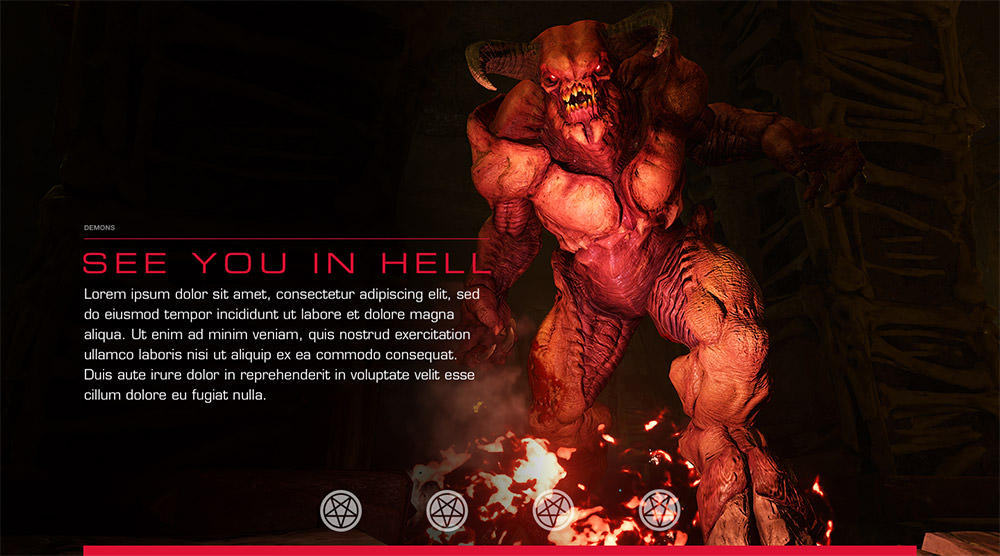 DEMONS
SEE YOU IN HELL
Lorem ipsum dolor sit amet, consectetur adipiscing elit, sed
do eiusmod tempor incididunt ut labore et dolore magna
aliqua. Ut enim ad minim veniam, quis nostrud exercitation
ullamco laboris nisi ut aliquip ex ea commodo consequat.
Duis aute irure dolor in reprehenderit in voluptate velit esse
cillum dolore eu fugiat nulla.